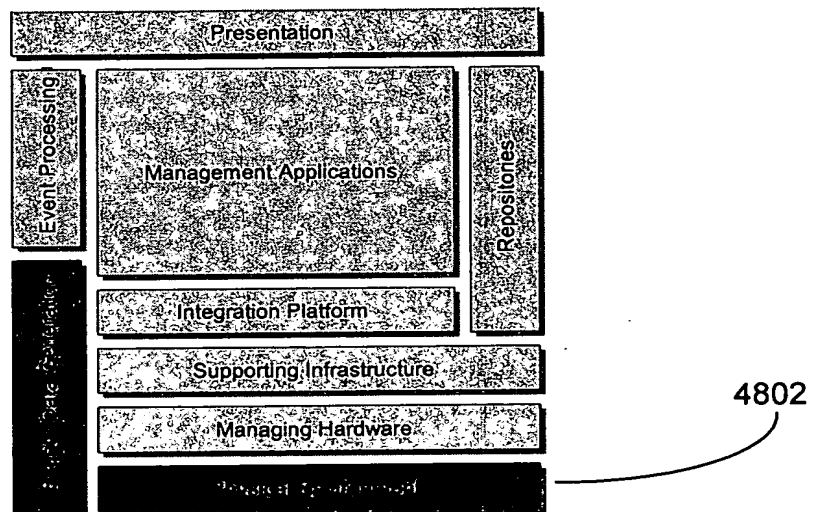 Presentation
Event Processing
Management Applications
Repositories
Integration Platform
Supporting Infrastructure
Managing Hardware
4802